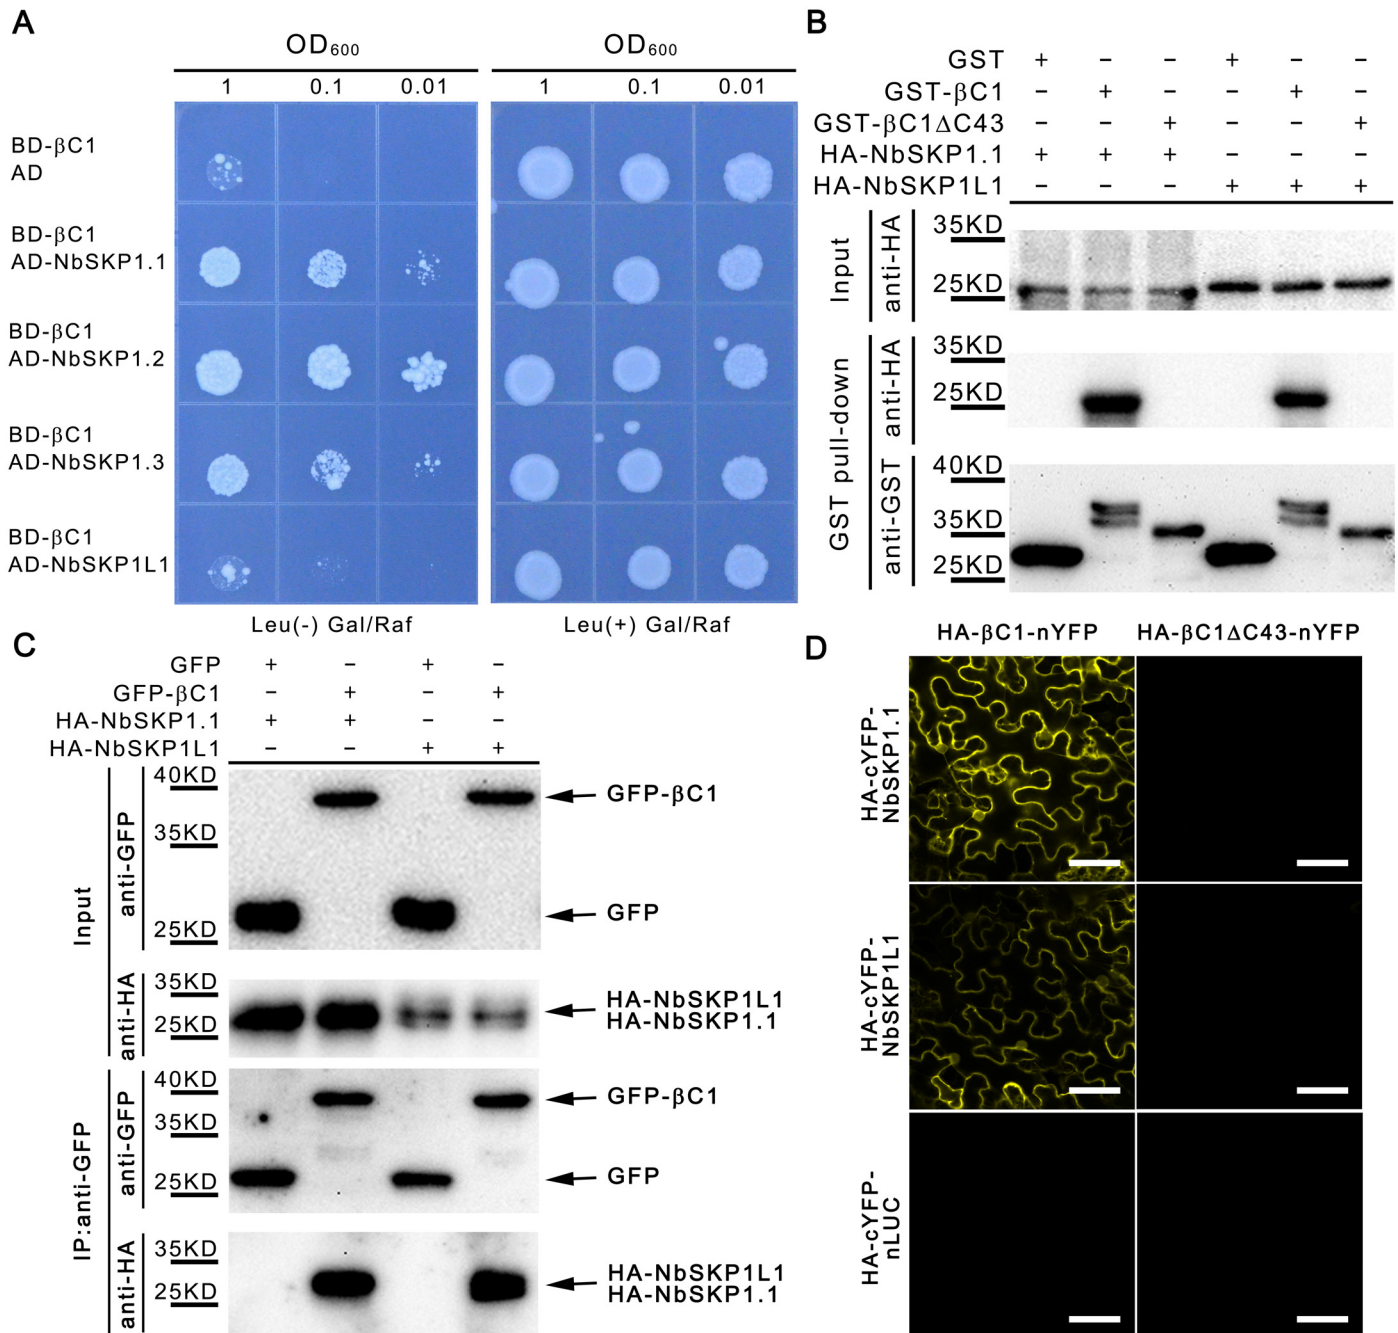 A
OD600
OD600
1 0.1 0.01
1 0.1 0.01
BD-βC1
AD
BD-βC1
AD-NbSKP1.1
BD-βC1
AD-NbSKP1.2
BD-βC1
AD-NbSKP1.3
BD-βC1
AD-NbSKP1L1
Leu(-) Gal/Raf
Leu(+) Gal/Raf
B
GST + – – + – –
GST-βC1 – + – – + –
GST-βC1ΔC43 – – + – – +
HA-NbSKP1.1 + + + – – –
HA-NbSKP1L1 – – – + + +
Input
anti-HA
35KD
25KD
GST pull-down
anti-HA
35KD
25KD
anti-GST
40KD
35KD
25KD
C
GFP + – + –
GFP-βC1 – + – +
HA-NbSKP1.1 + + – –
HA-NbSKP1L1 – – + +
Input
anti-GFP
40KD
35KD
25KD
GFP-βC1
GFP
anti-HA
35KD
25KD
HA-NbSKP1L1
HA-NbSKP1.1
IP:anti-GFP
anti-GFP
40KD
35KD
25KD
GFP-βC1
GFP
anti-HA
35KD
25KD
HA-NbSKP1L1
HA-NbSKP1.1
D
HA-βC1-nYFP
HA-βC1ΔC43-nYFP
HA-cYFP-
NbSKP1.1
HA-cYFP-
NbSKP1L1
HA-cYFP-
nLUC